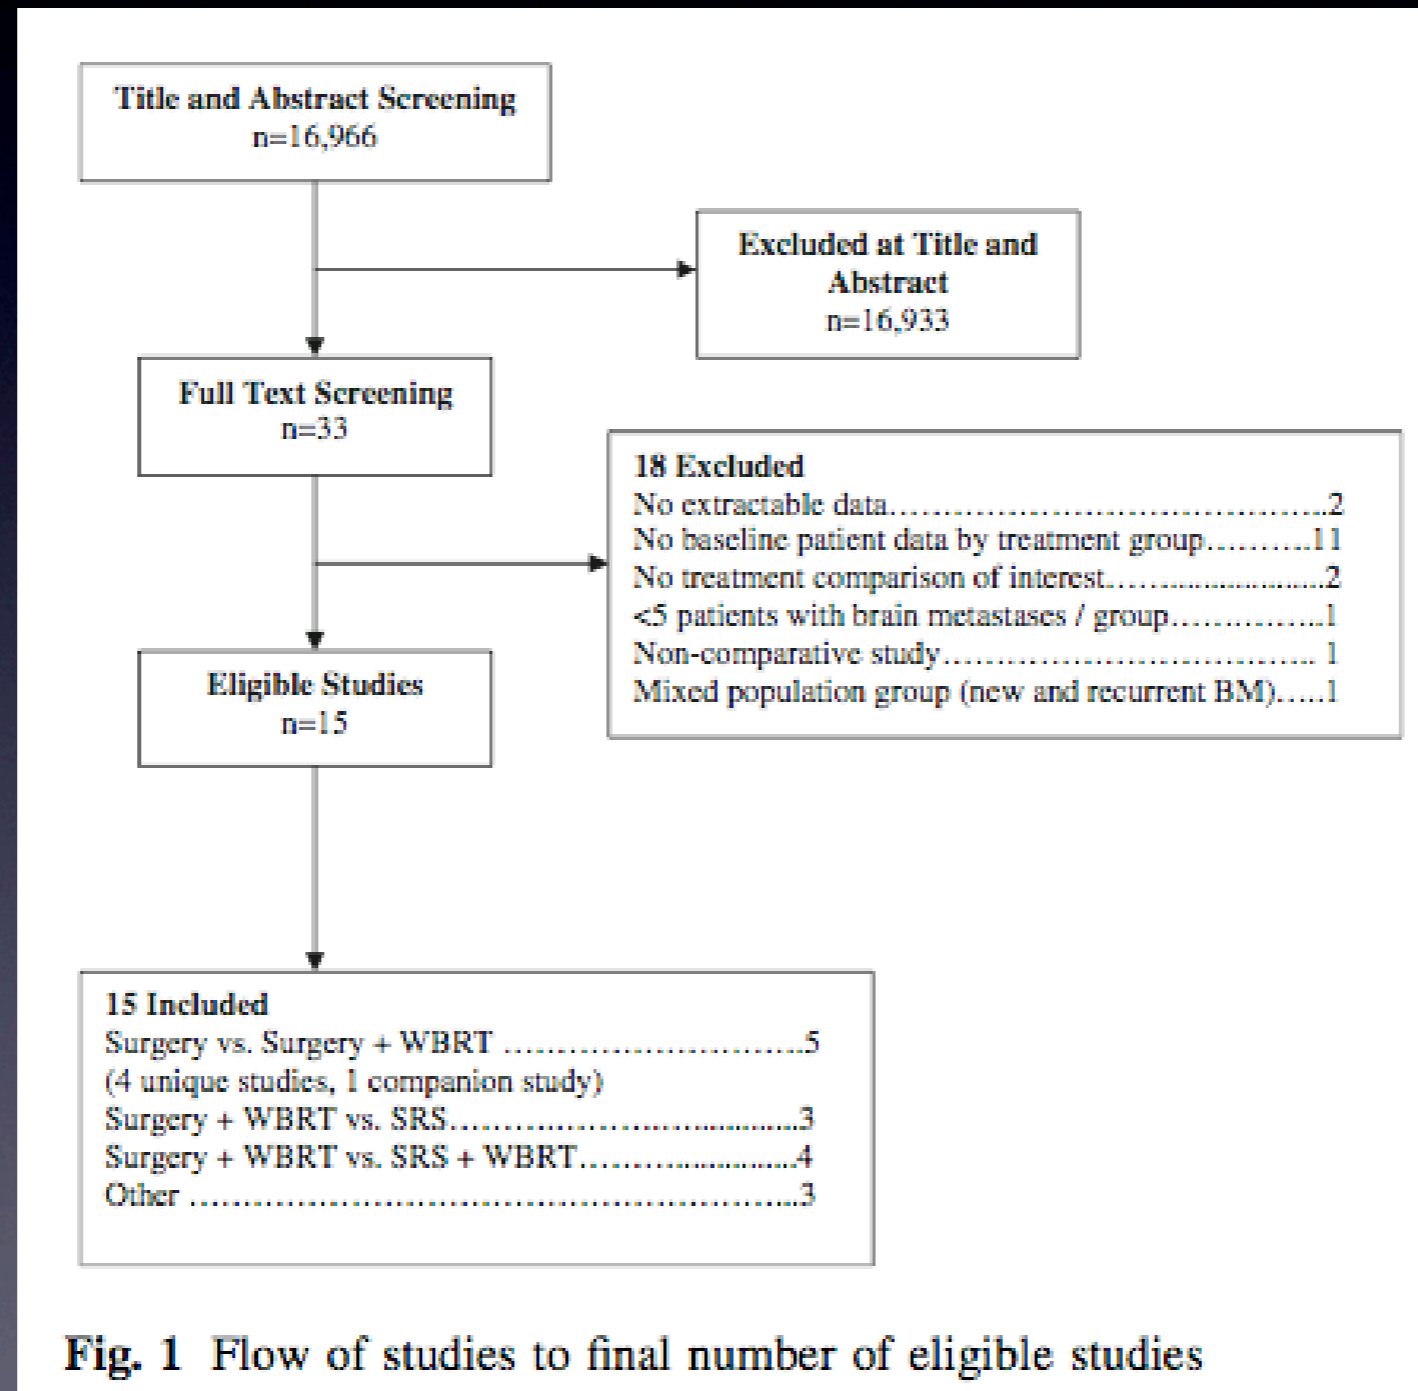 Title and Abstract Screening
n=16,966
Excluded at Title and
Abstract
n=16,933
Full Text Screening
n=33
18 Excluded
No extractable data........................................2
No baseline patient data by treatment group..........11
No treatment comparison of interest.........................2
<5 patients with brain metastases / group...............1
Non-comparative study................................... 1
Mixed population group (new and recurrent BM).....1
Eligible Studies
n=15
15 Included
Surgery vs. Surgery + WBRT ............................5
(4 unique studies, 1 companion study)
Surgery + WBRT vs. SRS..................................3
Surgery + WBRT vs. SRS + WBRT.........................4
Other .........................................................3
Fig. 1 Flow of studies to final number of eligible studies